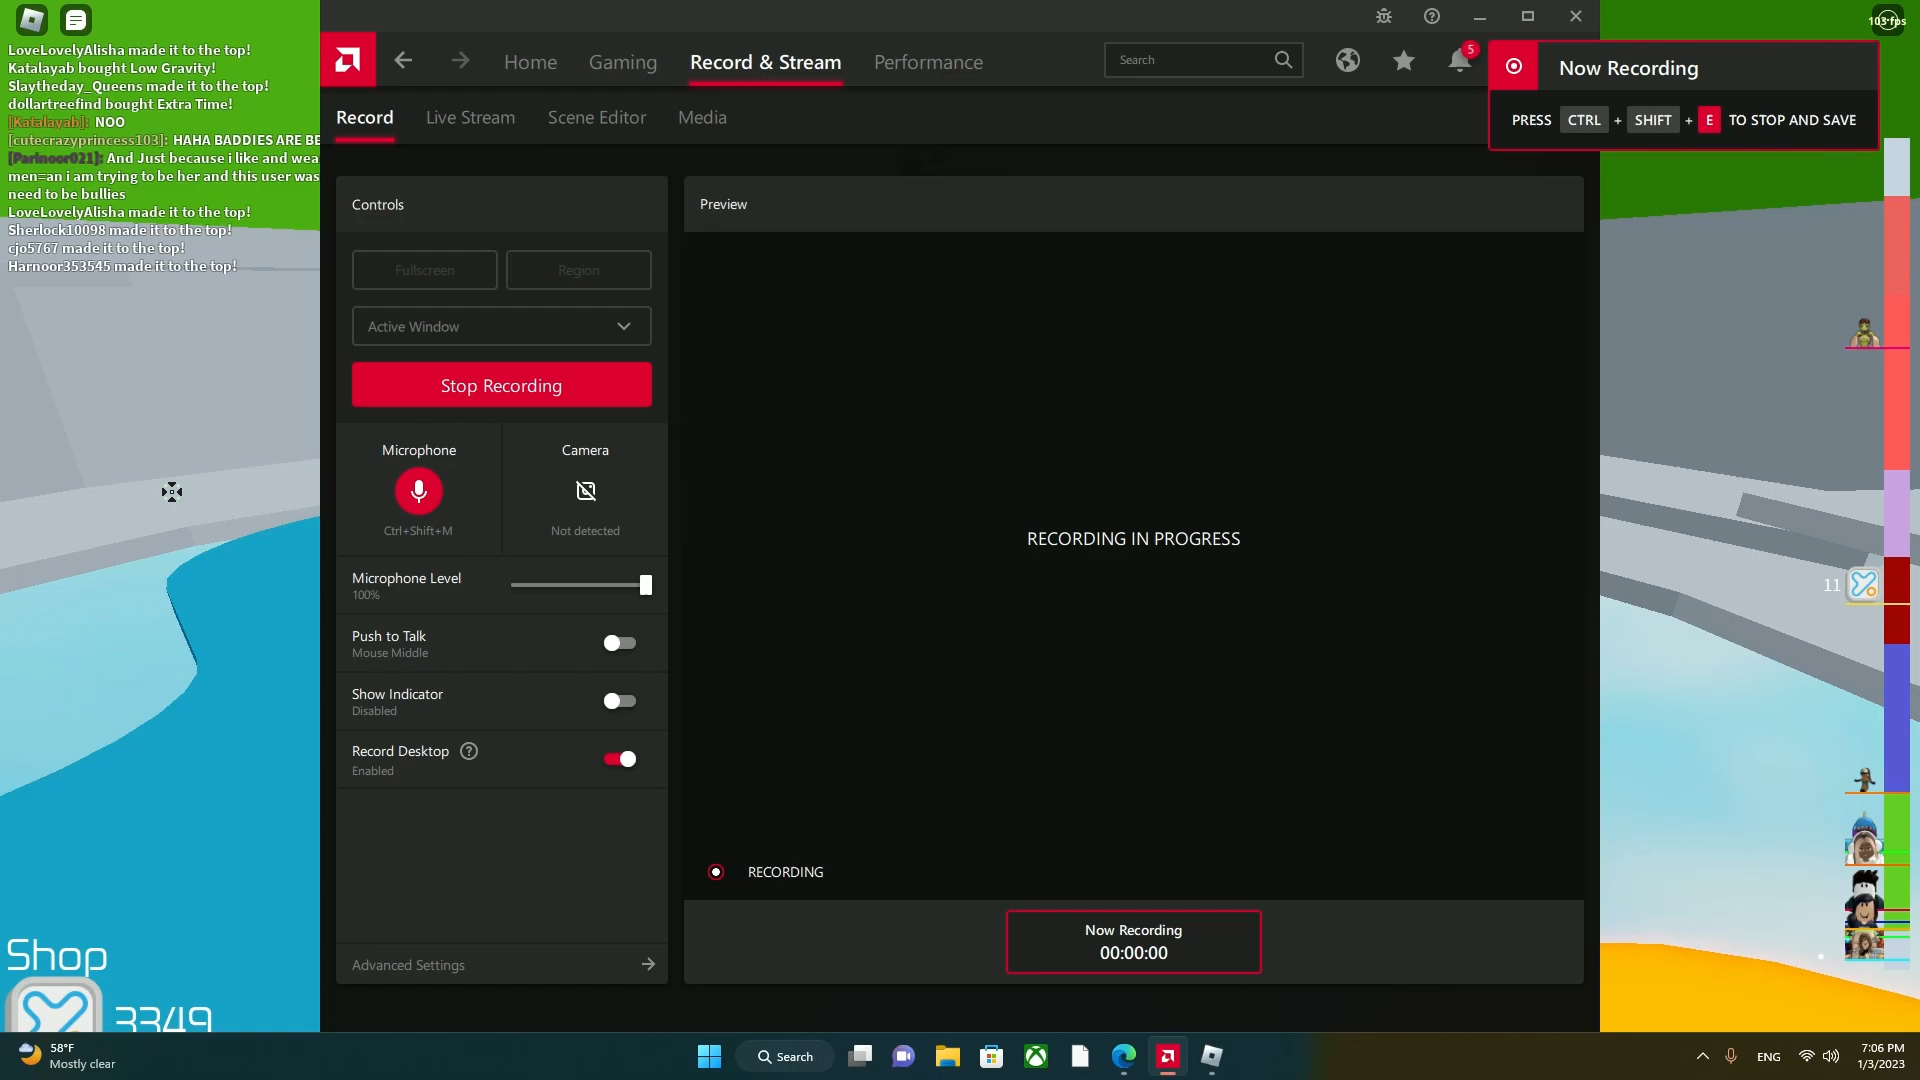 LoveLovelyAlisha made it to the top!
Katalayab bought Low Gravity!
Slaytheday_Queens made it to the top!
dollartreefind bought Extra Time!
[Katalayab]: NOO
[cutecrazyprincess103]: HAHA BADDIES ARE BE
[Parinoor021]: And Just because i like and wea
men=an i am trying to be her and this user was
need to be bullies
LoveLovelyAlisha made it to the top!
Sherlock10098 made it to the top!
cjo5767 made it to the top!
Harnoor353545 made it to the top!
Shop
3349
Home
Gaming
Record & Stream
Performance
Search
5
103 fps
Now Recording
PRESS CTRL + SHIFT + E TO STOP AND SAVE
Record
Live Stream
Scene Editor
Media
Controls
Fullscreen
Region
Active Window
Stop Recording
Microphone
Ctrl+Shift+M
Camera
Not detected
Microphone Level
100%
Push to Talk
Mouse Middle
Show Indicator
Disabled
Record Desktop
Enabled
Advanced Settings
Preview
RECORDING IN PROGRESS
RECORDING
Now Recording
00:00:00
11
58°F
Mostly clear
Search
ENG
7:06 PM
1/3/2023